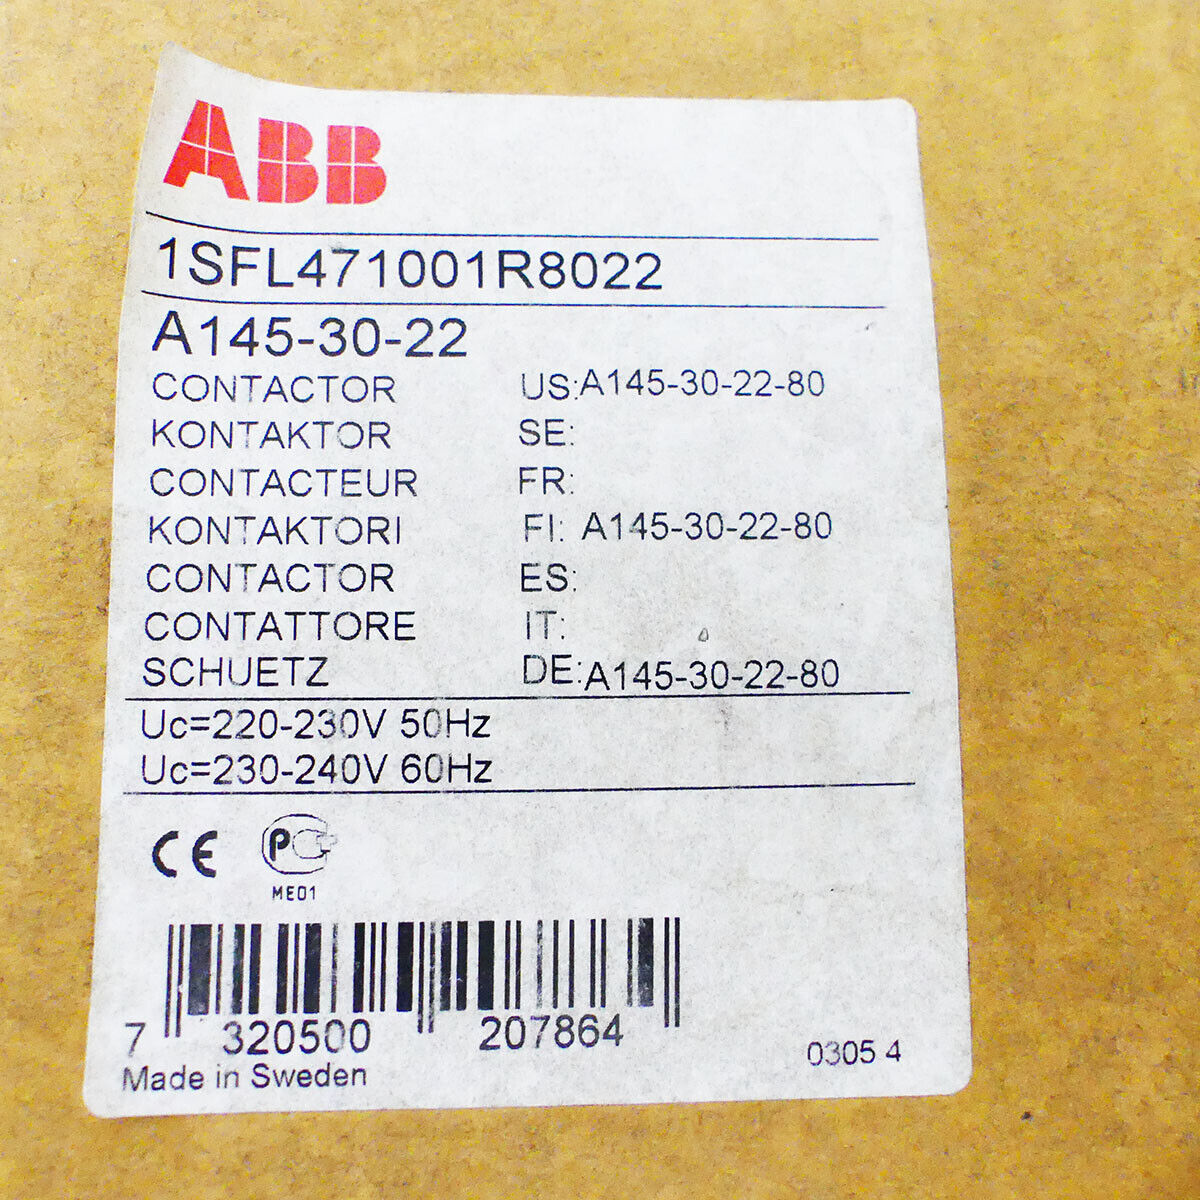 ABB
1SFL471001R8022
A145-30-22
CONTACTOR US:A145-30-22-80
KONTAKTOR SE:
CONTACTEUR FR:
KONTAKTORI FI: A145-30-22-80
CONTACTOR ES:
CONTATTORE IT:
SCHUETZ DE:A145-30-22-80
Uc=220-230V 50Hz
Uc=230-240V 60Hz
CE PC
ME01
7 320500 207864
Made in Sweden 0305 4